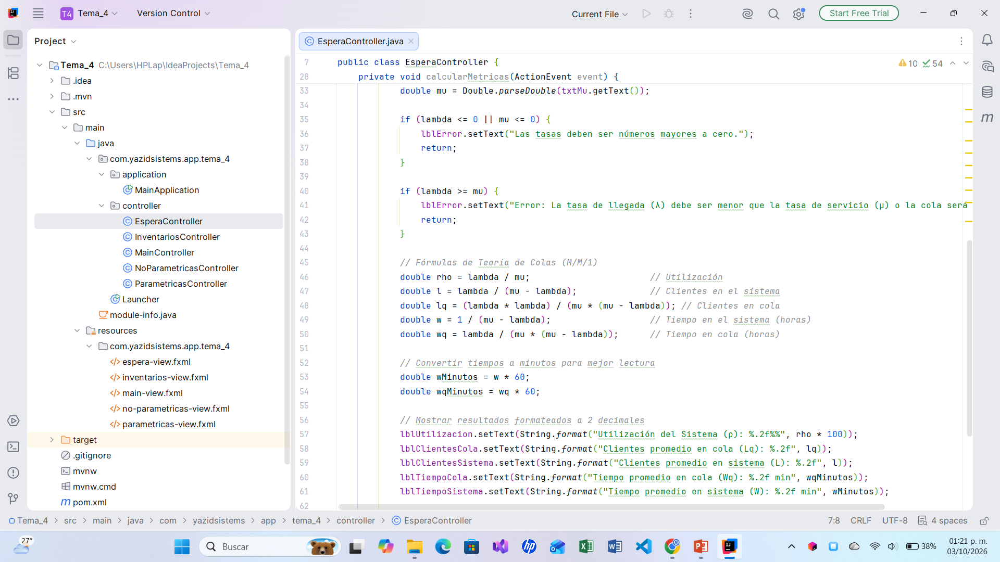 T4 Tema_4
Version Control
Current File
Start Free Trial
Project
Tema_4 C:\Users\HPLap\IdeaProjects\Tema_4
.idea
.mvn
src
main
java
com.yazidsistems.app.tema_4
application
MainApplication
controller
EsperaController
InventariosController
MainController
NoParametricasController
ParametricasController
Launcher
module-info.java
resources
com.yazidsistems.app.tema_4
espera-view.fxml
inventarios-view.fxml
main-view.fxml
no-parametricas-view.fxml
parametricas-view.fxml
target
.gitignore
mvnw
mvnw.cmd
pom.xml
EsperaController.java
10 54
7 public class EsperaController {
28 private void calcularMetricas(ActionEvent event) {
33 double mu = Double.parseDouble(txtMu.getText());
34
35 if (lambda <= 0 || mu <= 0) {
36 lblError.setText("Las tasas deben ser números mayores a cero.");
37 return;
38 }
39
40 if (lambda >= mu) {
41 lblError.setText("Error: La tasa de llegada (λ) debe ser menor que la tasa de servicio (μ) o la cola será
42 return;
43 }
44
45 // Fórmulas de Teoría de Colas (M/M/1)
46 double rho = lambda / mu; // Utilización
47 double l = lambda / (mu - lambda); // Clientes en el sistema
48 double lq = (lambda * lambda) / (mu * (mu - lambda)); // Clientes en cola
49 double w = 1 / (mu - lambda); // Tiempo en el sistema (horas)
50 double wq = lambda / (mu * (mu - lambda)); // Tiempo en cola (horas)
51
52 // Convertir tiempos a minutos para mejor lectura
53 double wMinutos = w * 60;
54 double wqMinutos = wq * 60;
55
56 // Mostrar resultados formateados a 2 decimales
57 lblUtilizacion.setText(String.format("Utilización del Sistema (ρ): %.2f%%", rho * 100));
58 lblClientesCola.setText(String.format("Clientes promedio en cola (Lq): %.2f", lq));
59 lblClientesSistema.setText(String.format("Clientes promedio en sistema (L): %.2f", l));
60 lblTiempoCola.setText(String.format("Tiempo promedio en cola (Wq): %.2f min", wqMinutos));
61 lblTiempoSistema.setText(String.format("Tiempo promedio en sistema (W): %.2f min", wMinutos));
62
Tema_4 > src > main > java > com > yazidsistems > app > tema_4 > controller > EsperaController
7:8 CRLF UTF-8 4 spaces
27°
Buscar
38%
01:21 p. m.
03/10/2026